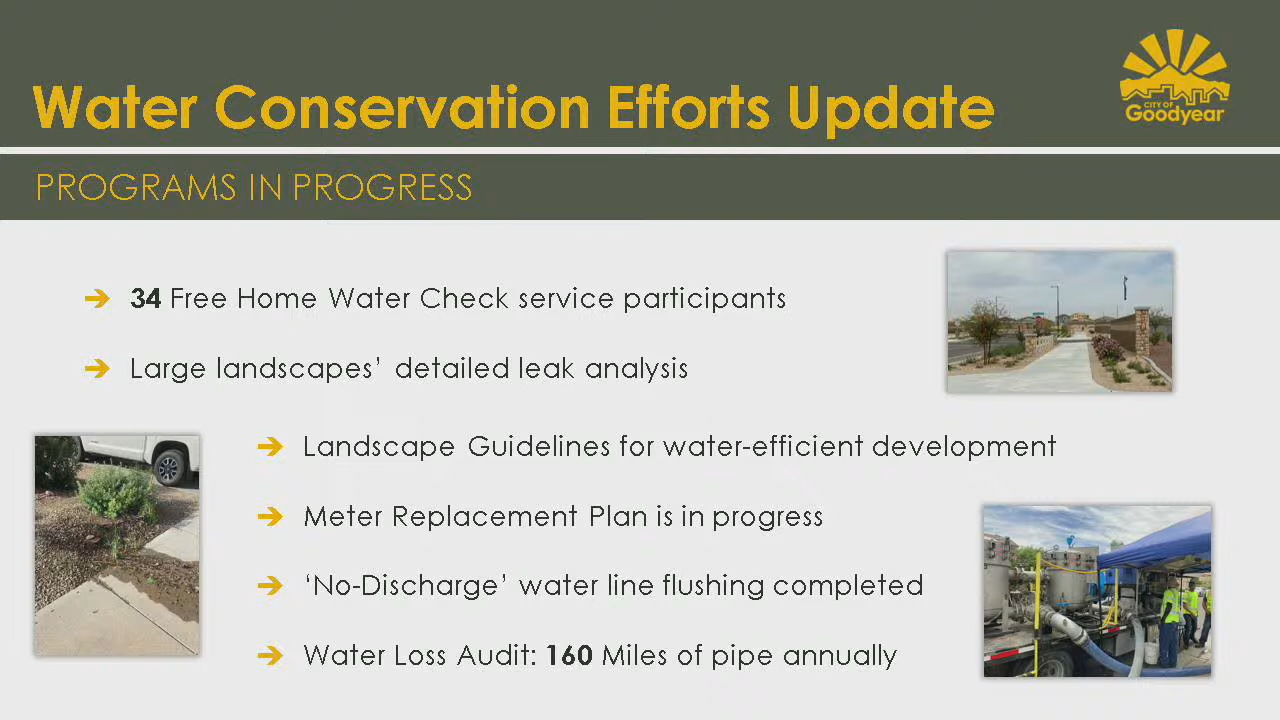 Water Conservation Efforts Update
CITY OF
Goodyear
PROGRAMS IN PROGRESS
➔ 34 Free Home Water Check service participants
➔ Large landscapes’ detailed leak analysis
➔ Landscape Guidelines for water-efficient development
➔ Meter Replacement Plan is in progress
➔ ‘No-Discharge’ water line flushing completed
➔ Water Loss Audit: 160 Miles of pipe annually